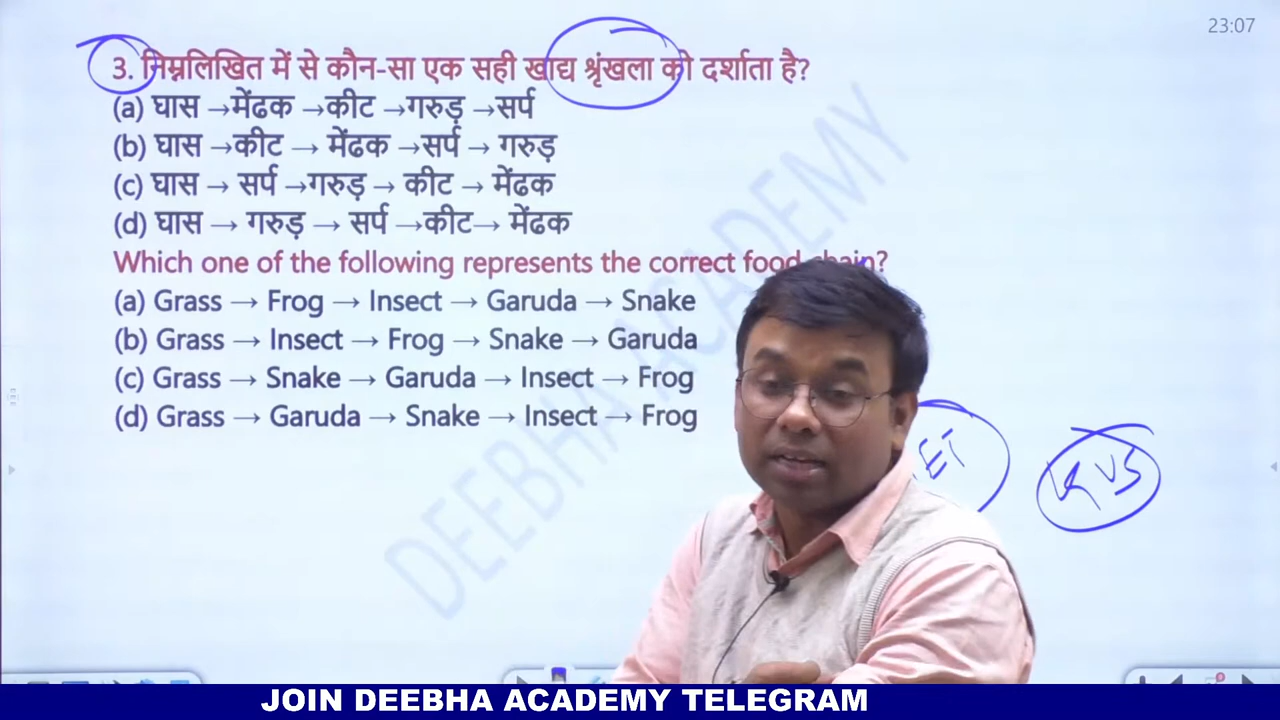 23:07
3. निम्नलिखित में से कौन-सा एक सही खाद्य श्रृंखला को दर्शाता है?
(a) घास →मेंढक →कीट →गरुड़ →सर्प
(b) घास →कीट → मेंढक →सर्प → गरुड़
(c) घास → सर्प →गरुड़ → कीट → मेंढक
(d) घास → गरुड़ → सर्प →कीट→ मेंढक
Which one of the following represents the correct food chain?
(a) Grass → Frog → Insect → Garuda → Snake
(b) Grass → Insect → Frog → Snake → Garuda
(c) Grass → Snake → Garuda → Insect → Frog
(d) Grass → Garuda → Snake → Insect → Frog
DEEBHA ACADEMY
KVS
JOIN DEEBHA ACADEMY TELEGRAM